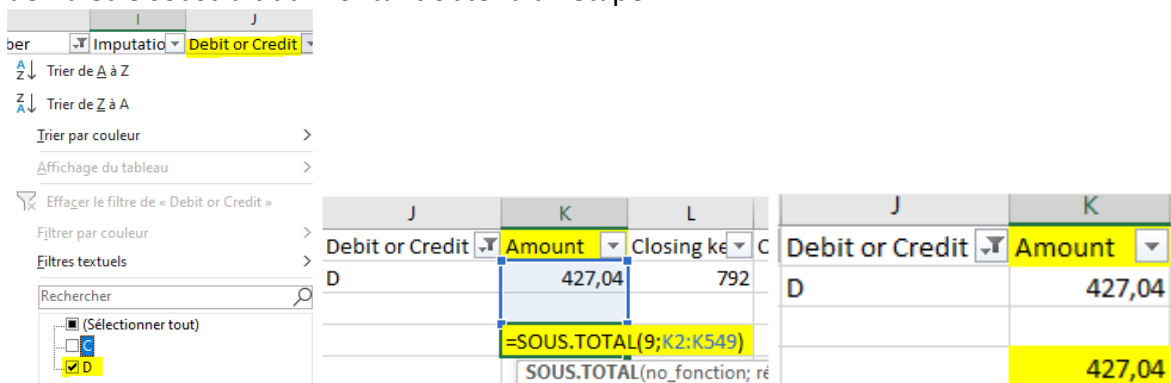 I J
ber Imputatio Debit or Credit
Trier de A à Z
Trier de Z à A
Trier par couleur
Affichage du tableau
Effacer le filtre de « Debit or Credit »
Filtrer par couleur
Filtres textuels
Rechercher
(Sélectionner tout)
C
D
J K L
Debit or Credit Amount Closing ke C
D 427,04 792
=SOUS.TOTAL(9;K2:K549)
SOUS.TOTAL(no_fonction; ré
J K
Debit or Credit Amount
D 427,04
427,04